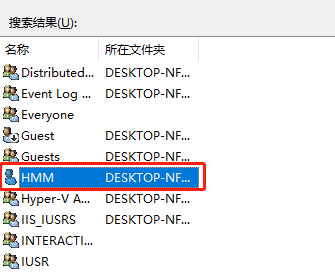 搜索结果(U):
名称 所在文件夹
Distributed... DESKTOP-NF...
Event Log ... DESKTOP-NF...
Everyone
Guest DESKTOP-NF...
Guests DESKTOP-NF...
HMM DESKTOP-NF...
Hyper-V A... DESKTOP-NF...
IIS_IUSRS DESKTOP-NF...
INTERACTI...
IUSR